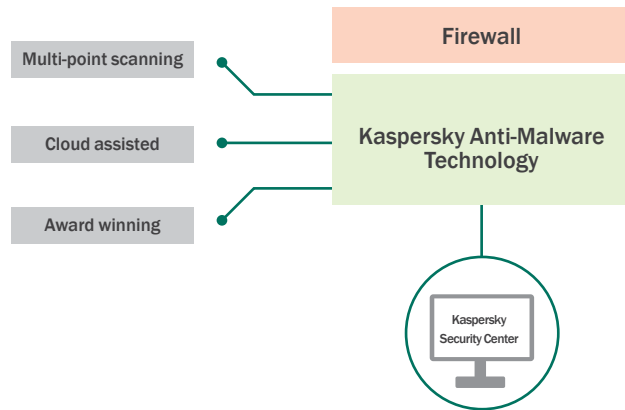 Firewall
Multi-point scanning
Cloud assisted
Award winning
Kaspersky Anti-Malware
Technology
Kaspersky
Security Center